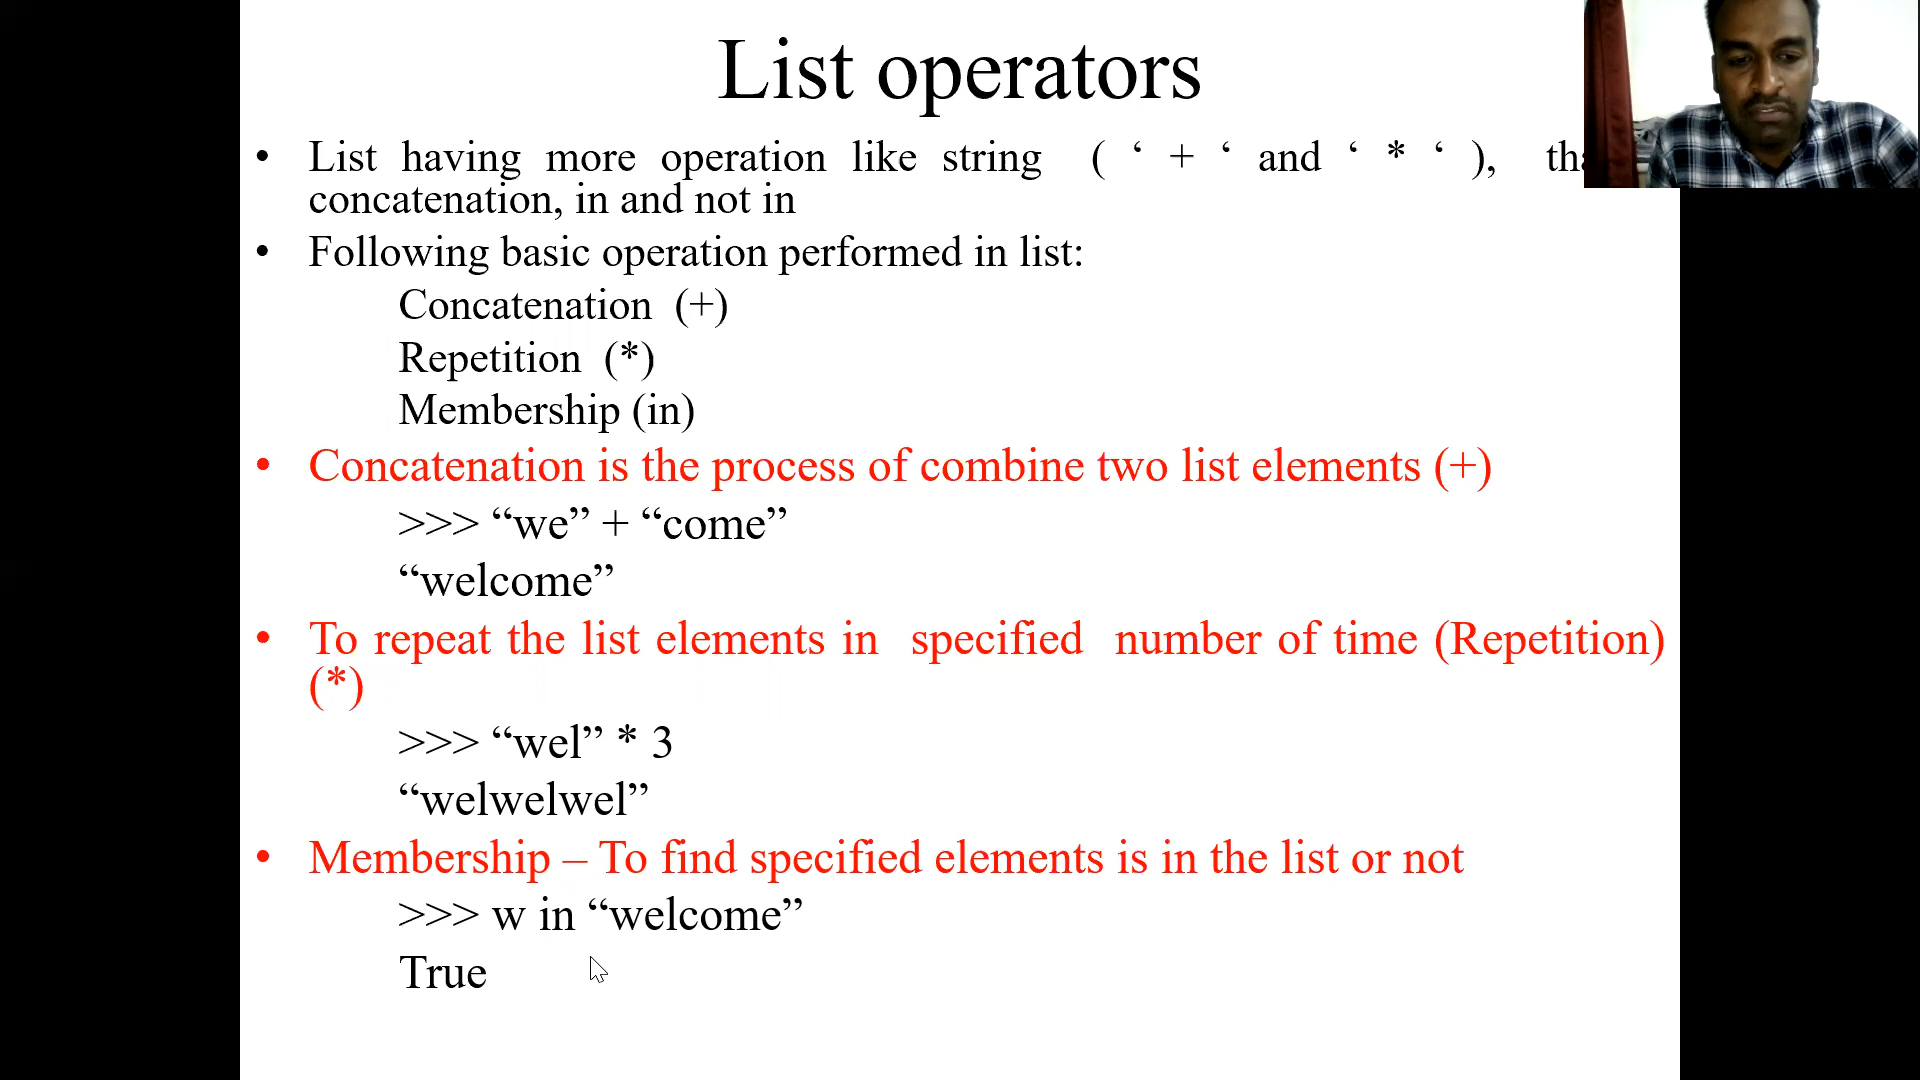 List operators
• List having more operation like string ( ‘ + ‘ and ‘ * ‘ ),
concatenation, in and not in
• Following basic operation performed in list:
Concatenation (+)
Repetition (*)
Membership (in)
• Concatenation is the process of combine two list elements (+)
>>> “we” + “come”
“welcome”
• To repeat the list elements in specified number of time (Repetition)
(*)
>>> “wel” * 3
“welwelwel”
• Membership – To find specified elements is in the list or not
>>> w in “welcome”
True